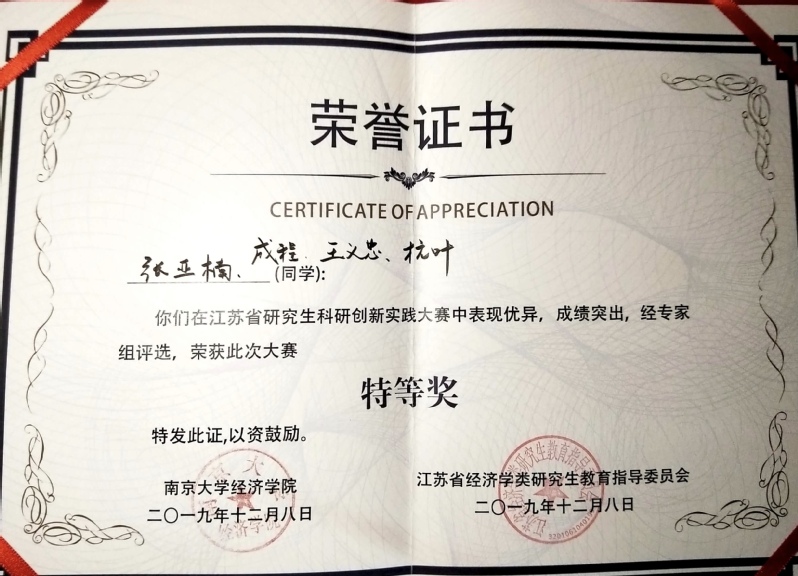 荣誉证书
CERTIFICATE OF APPRECIATION
张亚楠、成程、王义忠、杭叶
(同学):
你们在江苏省研究生科研创新实践大赛中表现优异，成绩突出，经专家
组评选，荣获此次大赛
特等奖
特发此证,以资鼓励。
南京大学经济学院
二〇一九年十二月八日
江苏省经济学类研究生教育指导委员会
二〇一九年十二月八日